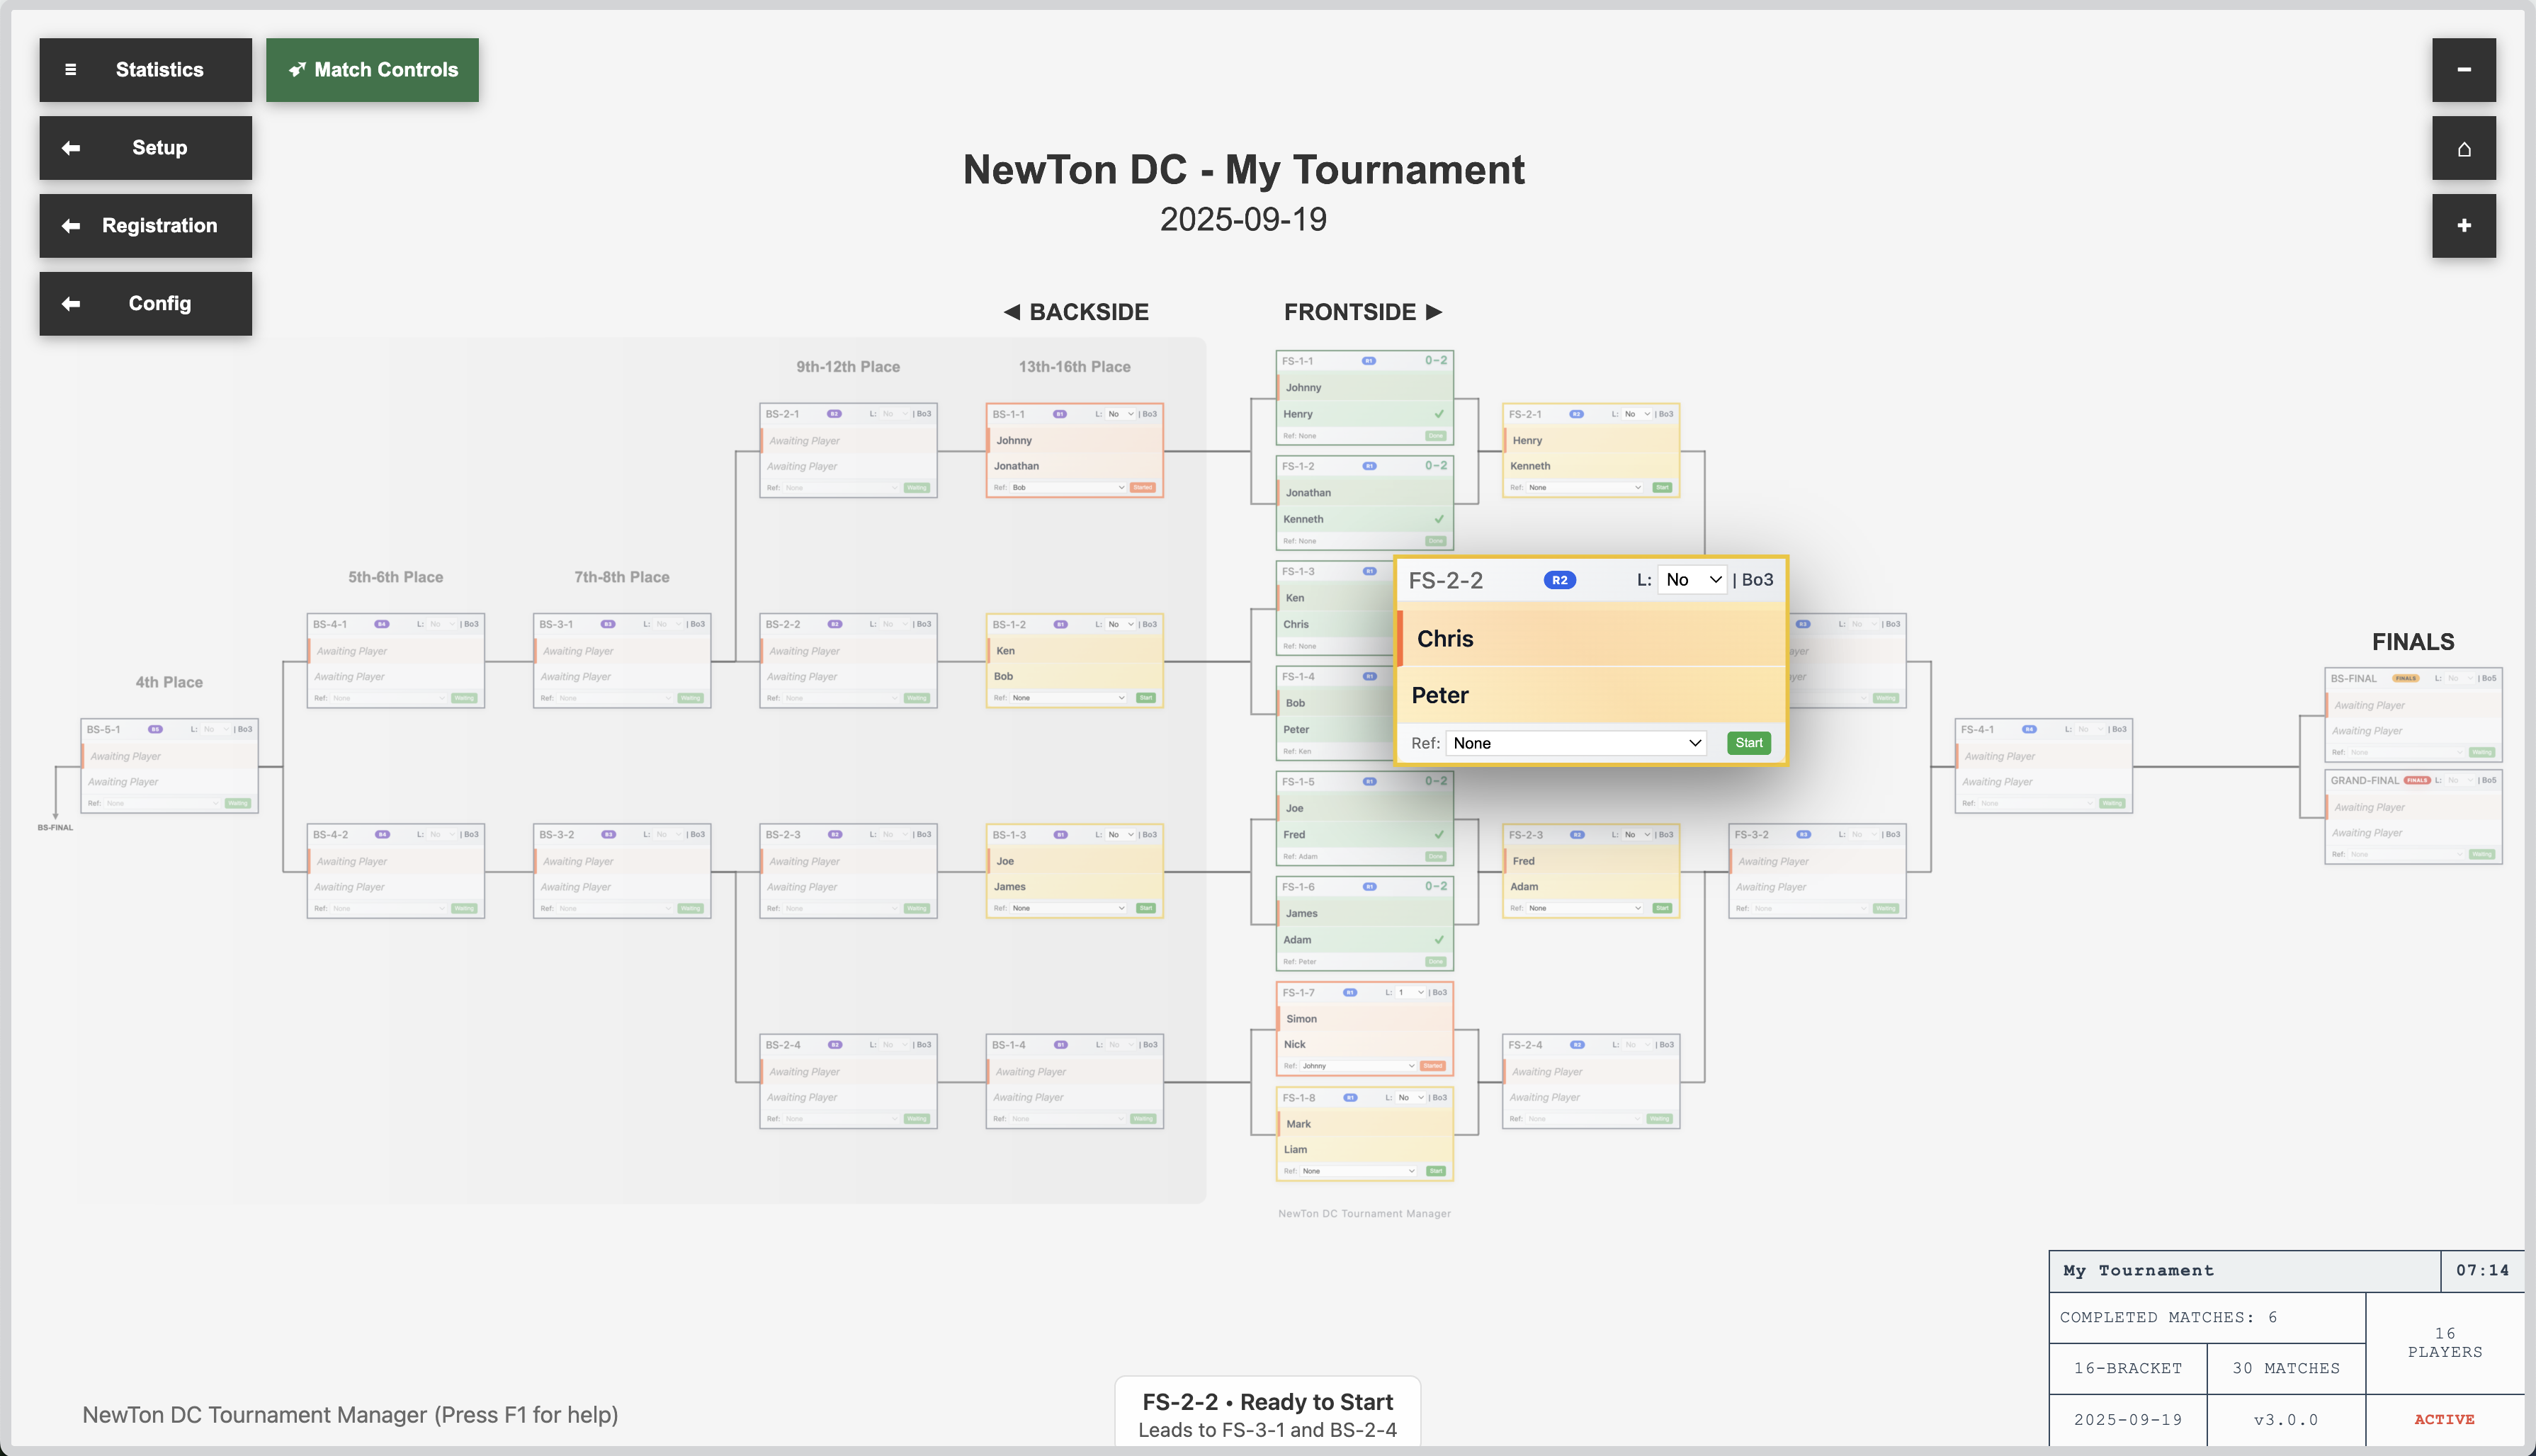 Statistics
Match Controls
Setup
Registration
Config
NewTon DC - My Tournament
2025-09-19
◄ BACKSIDE
FRONTSIDE ►
9th-12th Place
13th-16th Place
5th-6th Place
7th-8th Place
4th Place
FINALS
BS-5-1 R5 L: No | Bo3
Awaiting Player
Awaiting Player
Ref: None Waiting
BS-FINAL
BS-4-1 R4 L: No | Bo3
Awaiting Player
Awaiting Player
Ref: None Waiting
BS-4-2 R4 L: No | Bo3
Awaiting Player
Awaiting Player
Ref: None Waiting
BS-3-1 R3 L: No | Bo3
Awaiting Player
Awaiting Player
Ref: None Waiting
BS-3-2 R3 L: No | Bo3
Awaiting Player
Awaiting Player
Ref: None Waiting
BS-2-1 R2 L: No | Bo3
Awaiting Player
Awaiting Player
Ref: None Waiting
BS-2-2 R2 L: No | Bo3
Awaiting Player
Awaiting Player
Ref: None Waiting
BS-2-3 R2 L: No | Bo3
Awaiting Player
Awaiting Player
Ref: None Waiting
BS-2-4 R2 L: No | Bo3
Awaiting Player
Awaiting Player
Ref: None Waiting
BS-1-1 R1 L: No | Bo3
Johnny
Jonathan
Ref: Bob Started
BS-1-2 R1 L: No | Bo3
Ken
Bob
Ref: None Start
BS-1-3 R1 L: No | Bo3
Joe
James
Ref: None Start
BS-1-4 R1 L: No | Bo3
Awaiting Player
Awaiting Player
Ref: None Waiting
FS-1-1 R1 0–2
Johnny
Henry
Ref: None Done
FS-1-2 R1 0–2
Jonathan
Kenneth
Ref: None Done
FS-1-3 R1
Ken
Chris
Ref: None
FS-1-4 R1
Bob
Peter
Ref: Ken
FS-1-5 R1 0–2
Joe
Fred
Ref: Adam Done
FS-1-6 R1 0–2
James
Adam
Ref: Peter Done
FS-1-7 R1 L: 1 | Bo3
Simon
Nick
Ref: Johnny Started
FS-1-8 R1 L: No | Bo3
Mark
Liam
Ref: None Start
FS-2-1 R2 L: No | Bo3
Henry
Kenneth
Ref: None Start
FS-2-2 R2 L: No | Bo3
Chris
Peter
Ref: None Start
FS-2-3 R2 L: No | Bo3
Fred
Adam
Ref: None Start
FS-2-4 R2 L: No | Bo3
Awaiting Player
Awaiting Player
Ref: None Waiting
R3 L: No | Bo3
Waiting
FS-3-2 R3 L: No | Bo3
Awaiting Player
Awaiting Player
Ref: None Waiting
FS-4-1 R4 L: No | Bo3
Awaiting Player
Awaiting Player
Ref: None Waiting
BS-FINAL FINALS L: No | Bo5
Awaiting Player
Awaiting Player
Ref: None Waiting
GRAND-FINAL FINALS L: No | Bo5
Awaiting Player
Awaiting Player
Ref: None Waiting
NewTon DC Tournament Manager
My Tournament 07:14
COMPLETED MATCHES: 6
16 PLAYERS
16-BRACKET 30 MATCHES
2025-09-19 v3.0.0 ACTIVE
NewTon DC Tournament Manager (Press F1 for help)
FS-2-2 • Ready to Start
Leads to FS-3-1 and BS-2-4